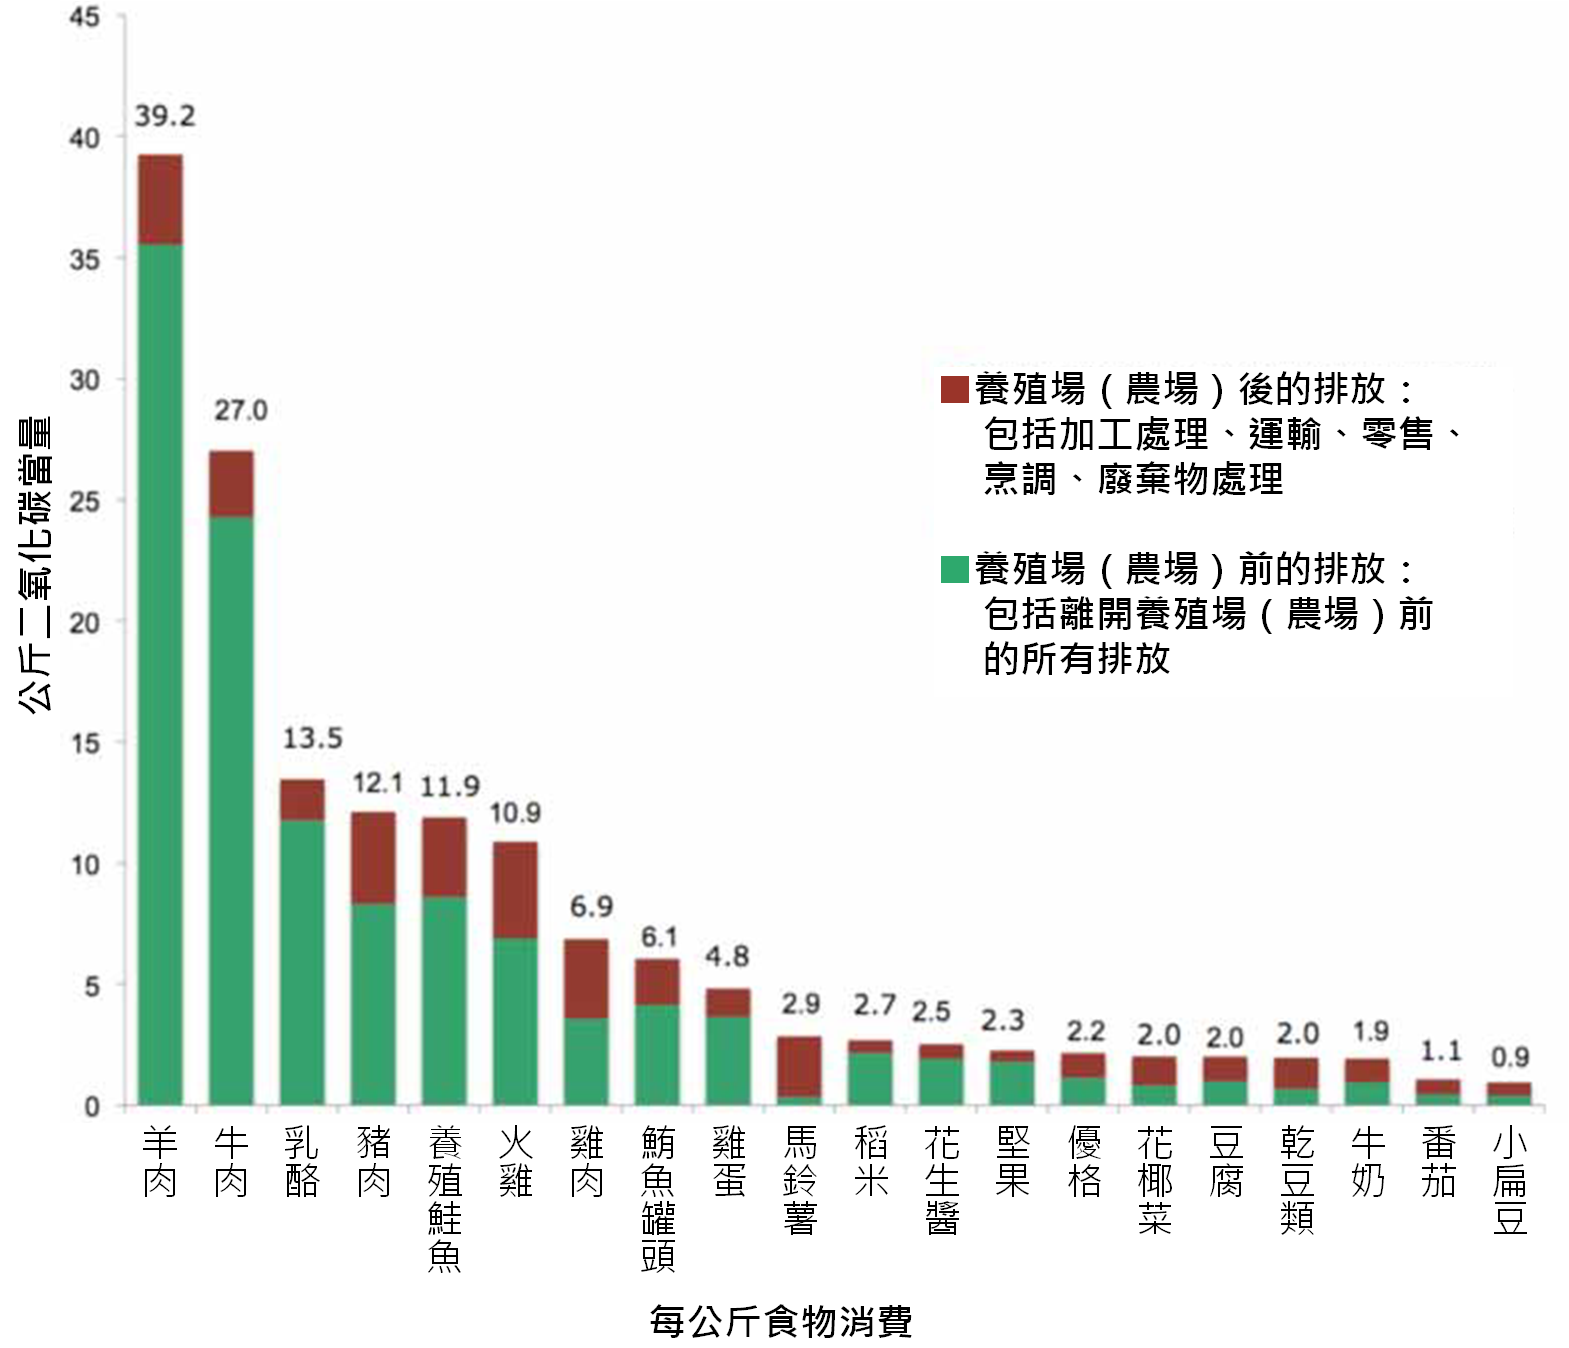 45
40
35
30
25
20
15
10
5
0
公斤二氧化碳當量
39.2
27.0
13.5
12.1
11.9
10.9
6.9
6.1
4.8
2.9
2.7
2.5
2.3
2.2
2.0
2.0
2.0
1.9
1.1
0.9
養殖場（農場）後的排放：
包括加工處理、運輸、零售、
烹調、廢棄物處理
養殖場（農場）前的排放：
包括離開養殖場（農場）前
的所有排放
羊肉
牛肉
乳酪
豬肉
養殖鮭魚
火雞
雞肉
鮪魚罐頭
雞蛋
馬鈴薯
稻米
花生醬
堅果
優格
花椰菜
豆腐
乾豆類
牛奶
番茄
小扁豆
每公斤食物消費